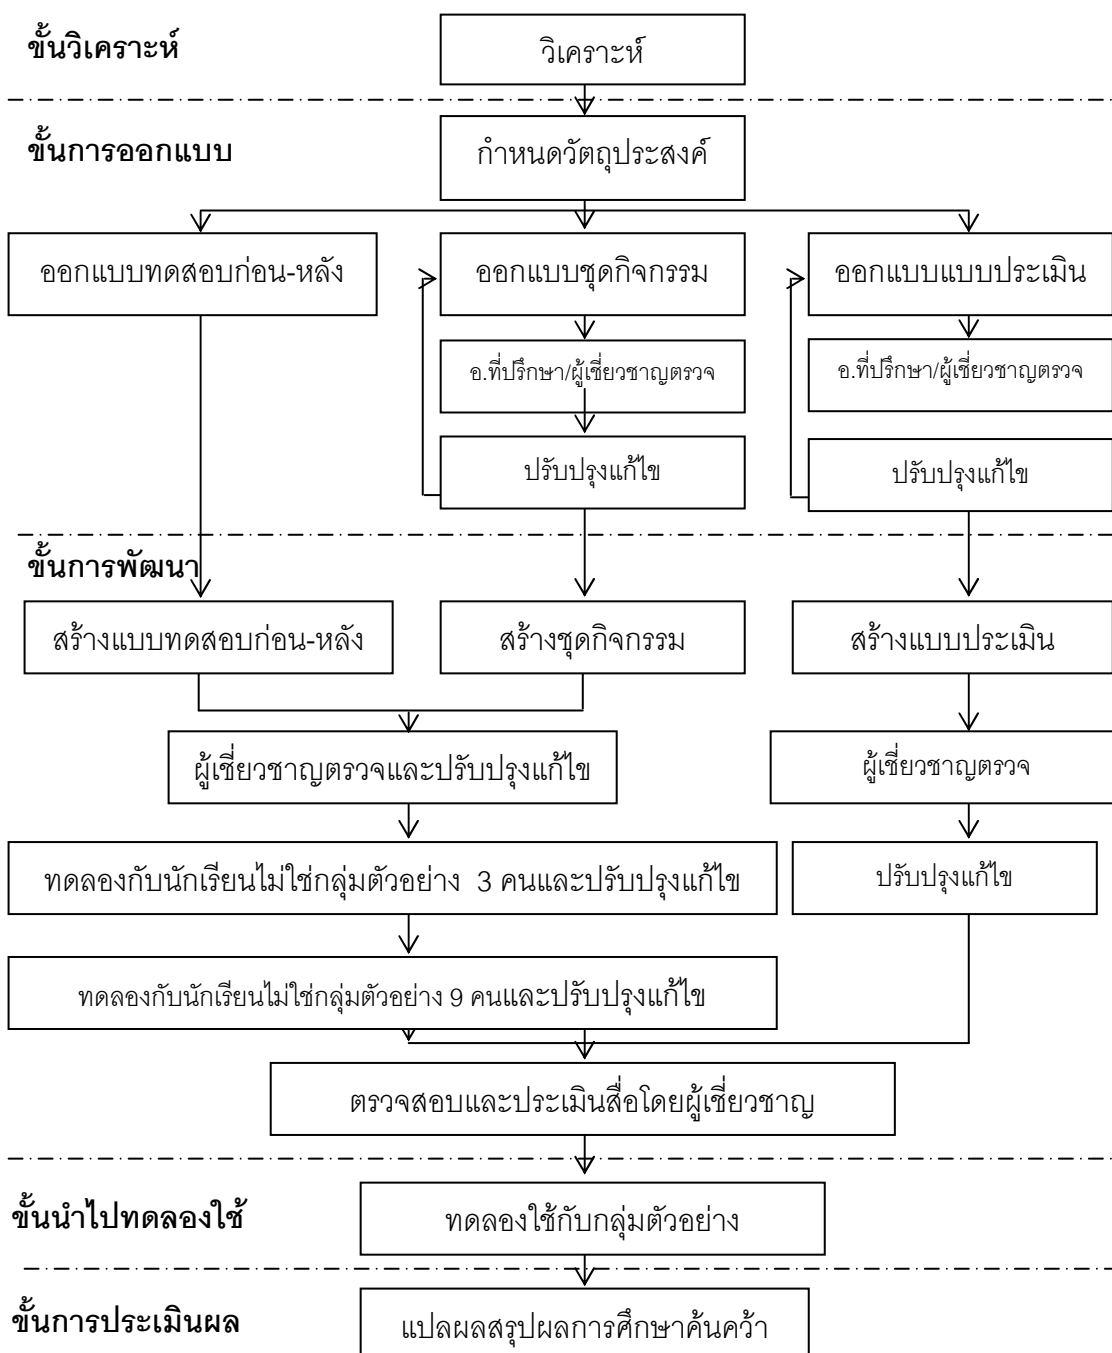 ขั้นวิเคราะห์
วิเคราะห์
ขั้นการออกแบบ
กำหนดวัตถุประสงค์
ออกแบบทดสอบก่อน-หลัง
ออกแบบชุดกิจกรรม
ออกแบบแบบประเมิน
อ.ที่ปรึกษา/ผู้เชี่ยวชาญตรวจ
อ.ที่ปรึกษา/ผู้เชี่ยวชาญตรวจ
ปรับปรุงแก้ไข
ปรับปรุงแก้ไข
ขั้นการพัฒนา
สร้างแบบทดสอบก่อน-หลัง
สร้างชุดกิจกรรม
สร้างแบบประเมิน
ผู้เชี่ยวชาญตรวจและปรับปรุงแก้ไข
ผู้เชี่ยวชาญตรวจ
ทดลองกับนักเรียนไม่ใช่กลุ่มตัวอย่าง 3 คนและปรับปรุงแก้ไข
ปรับปรุงแก้ไข
ทดลองกับนักเรียนไม่ใช่กลุ่มตัวอย่าง 9 คนและปรับปรุงแก้ไข
ตรวจสอบและประเมินสื่อโดยผู้เชี่ยวชาญ
ขั้นนำไปทดลองใช้
ทดลองใช้กับกลุ่มตัวอย่าง
ขั้นการประเมินผล
แปลผลสรุปผลการศึกษาค้นคว้า